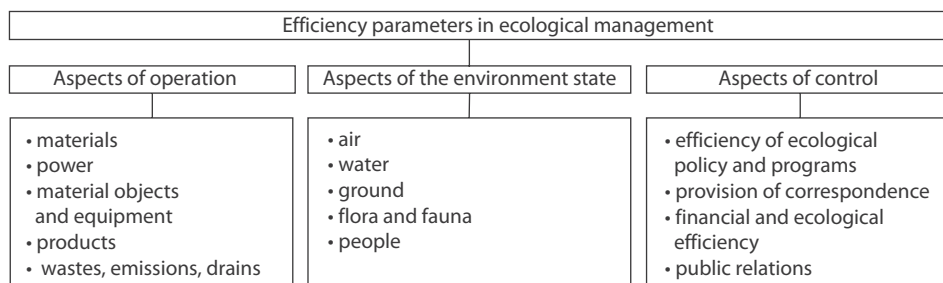 Efficiency parameters in ecological management
Aspects of operation
• materials
• power
• material objects
and equipment
• products
• wastes, emissions, drains
Aspects of the environment state
• air
• water
• ground
• flora and fauna
• people
Aspects of control
• efficiency of ecological
policy and programs
• provision of correspondence
• financial and ecological
efficiency
• public relations